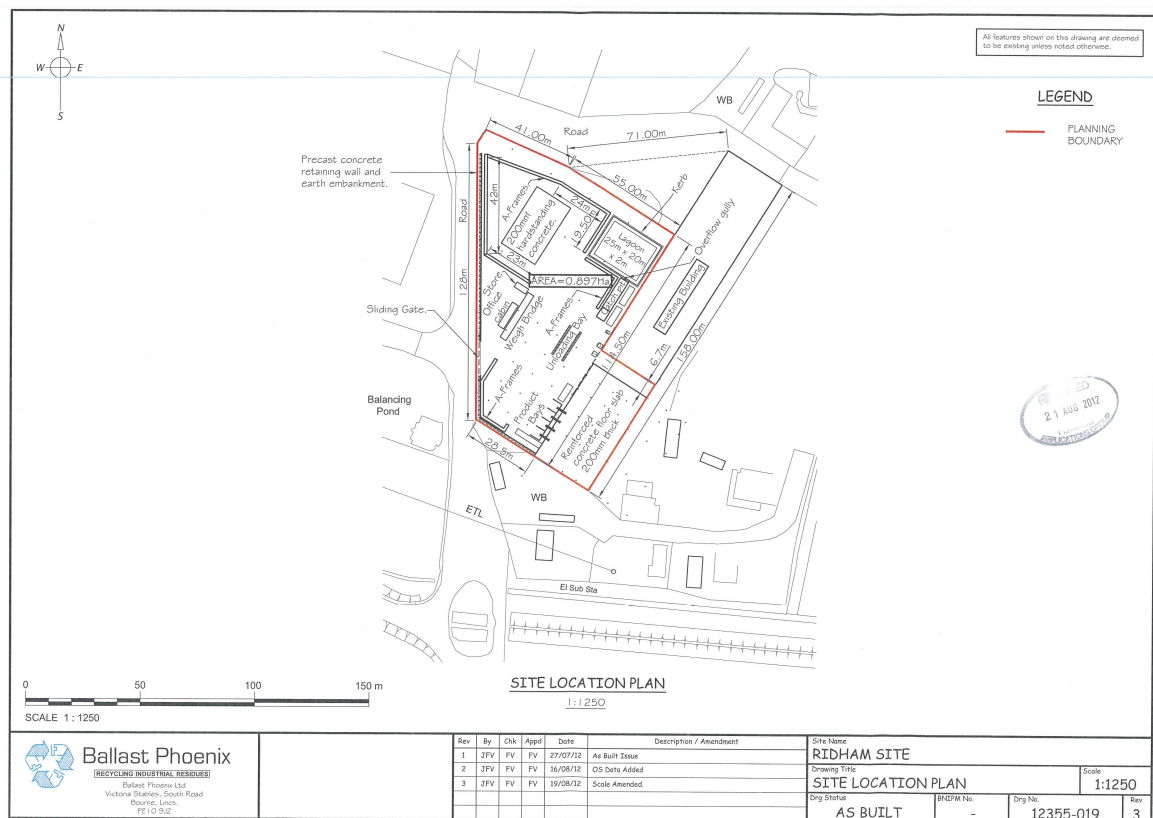 N
W
E
S
All features shown on this drawing are deemed
to be existing unless noted otherwise.
LEGEND
PLANNING
BOUNDARY
WB
Road
41.00m
71.00m
55.00m
Kerb
Precast concrete
retaining wall and
earth embankment.
Road
42m
A-Frames
200mm
hardstanding
concrete.
24m
19.50m
23m
Lagoon
25m x 20m
x 2m
Overflow gully
AREA=0.897Ha
128m
Store
Office
cabin
Weigh Bridge
A-Frames
Unloading Bay
Catch pit
Existing Building
Sliding Gate.
114.50m
6.7m
158.00m
A-Frames
Product
Bays
Reinforced
concrete floor slab
200mm thick
28.5m
Balancing
Pond
21 AUG 2012
APPLICATIONS GROUP
WB
ETL
El Sub Sta
SITE LOCATION PLAN
1:1250
0 50 100 150 m
SCALE 1 : 1250
Ballast Phoenix
RECYCLING INDUSTRIAL RESIDUES
Ballast Phoenix Ltd
Victoria Stables, South Road
Bourne, Lincs.
PE10 9JZ
Rev By Chk Appd Date Description / Amendment
1 JFV FV FV 27/07/12 As Built Issue
2 JFV FV FV 16/08/12 OS Data Added
3 JFV FV FV 19/08/12 Scale Amended.
Site Name
RIDHAM SITE
Drawing Title
SITE LOCATION PLAN
Scale
1:1250
Drg Status
AS BUILT
BNIPM No.
-
Drg No.
12355-019
Rev
3